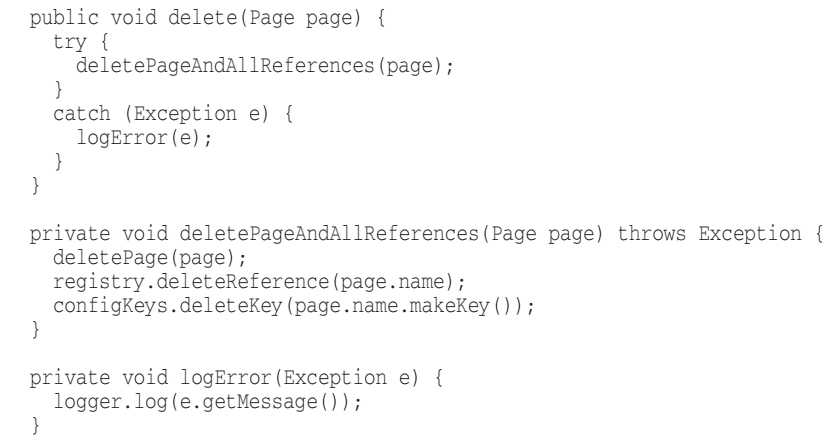 public void delete(Page page) {
try {
deletePageAndAllReferences(page);
}
catch (Exception e) {
logError(e);
}
}
private void deletePageAndAllReferences(Page page) throws Exception {
deletePage(page);
registry.deleteReference(page.name);
configKeys.deleteKey(page.name.makeKey());
}
private void logError(Exception e) {
logger.log(e.getMessage());
}